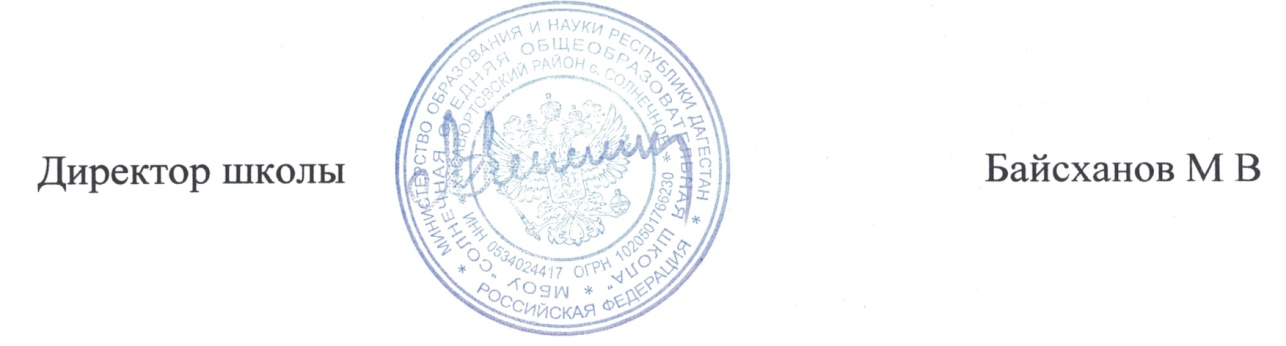 Директор школы
Байсханов М В
МИНИСТЕРСТВО ОБРАЗОВАНИЯ И НАУКИ РЕСПУБЛИКИ ДАГЕСТАН
* РОССИЙСКАЯ ФЕДЕРАЦИЯ *
МБОУ "СОЛНЕЧНАЯ СРЕДНЯЯ ОБЩЕОБРАЗОВАТЕЛЬНАЯ ШКОЛА" *
РАЙОН с. СОЛНЕЧНОЕ *
* ИНН 0534024417 ОГРН 1020501766230